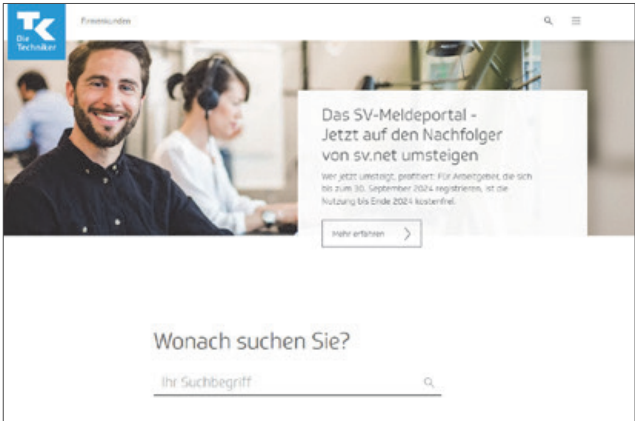 TK
Die
Techniker
Firmenkunden
Das SV-Meldeportal -
Jetzt auf den Nachfolger
von sv.net umsteigen
Wer jetzt umsteigt, profitiert: Für Arbeitgeber, die sich
bis zum 30. September 2024 registrieren, ist die
Nutzung bis Ende 2024 kostenfrei.
Mehr erfahren
Wonach suchen Sie?
Ihr Suchbegriff